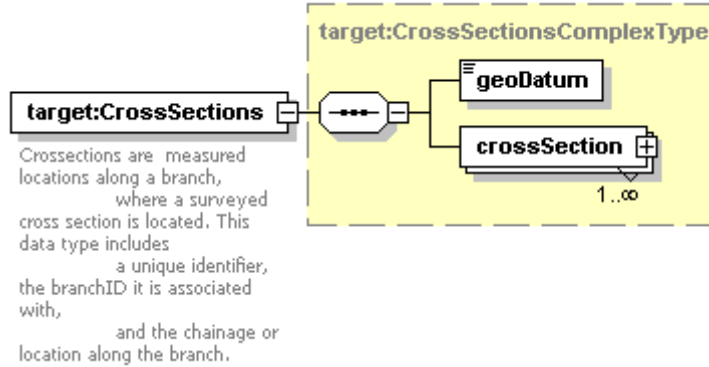 target:CrossSectionsComplexType
geoDatum
target:CrossSections
crossSection
1..∞
Crossections are measured
locations along a branch,
where a surveyed
cross section is located. This
data type includes
a unique identifier,
the branchID it is associated
with,
and the chainage or
location along the branch.